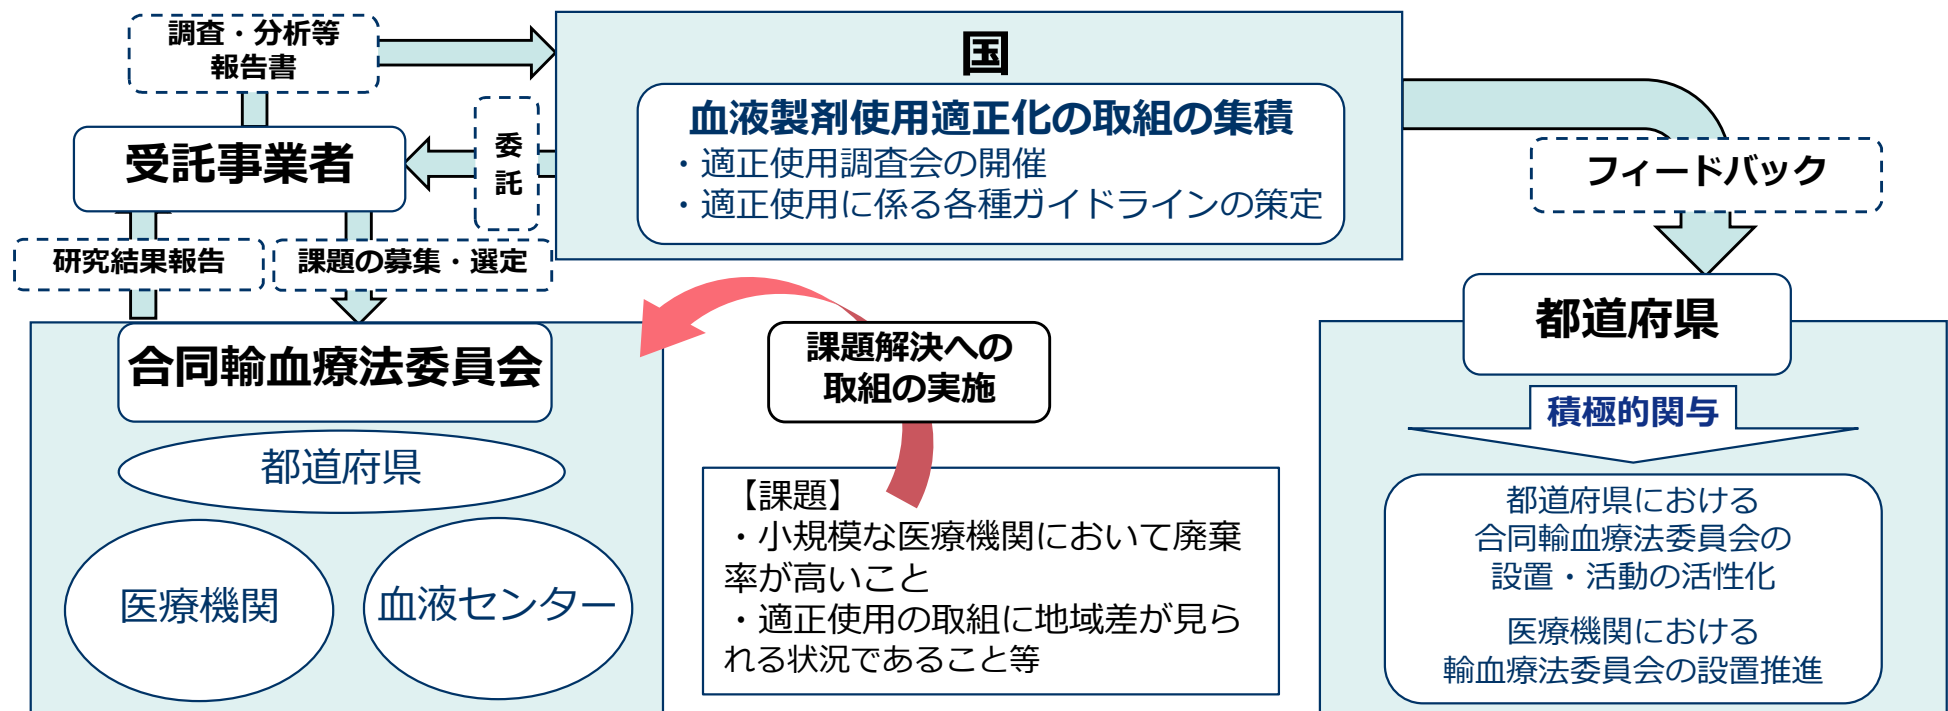 調査・分析等
報告書
国
血液製剤使用適正化の取組の集積
・適正使用調査会の開催
・適正使用に係る各種ガイドラインの策定
委
託
受託事業者
フィードバック
研究結果報告
課題の募集・選定
都道府県
合同輸血療法委員会
課題解決への
取組の実施
積極的関与
都道府県
医療機関
血液センター
【課題】
・小規模な医療機関において廃棄
率が高いこと
・適正使用の取組に地域差が見ら
れる状況であること等
都道府県における
合同輸血療法委員会の
設置・活動の活性化
医療機関における
輸血療法委員会の設置推進